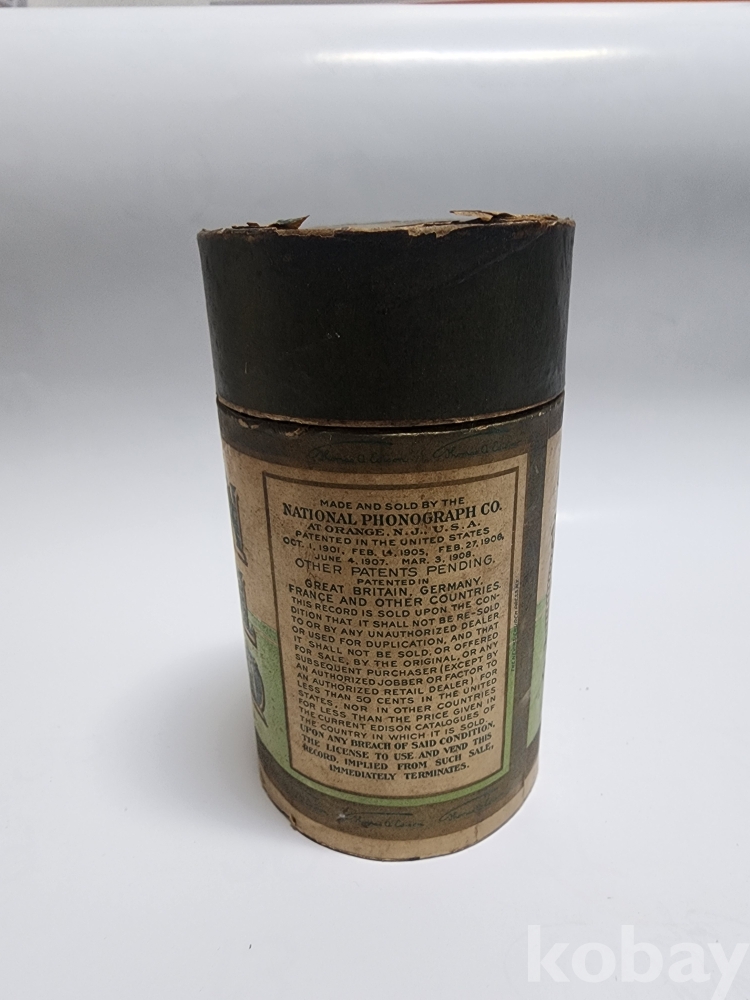 Thomas A Edison
Thomas A Edison
MADE AND SOLD BY THE
NATIONAL PHONOGRAPH CO.
AT ORANGE, N.J., U.S.A.
PATENTED IN THE UNITED STATES
OCT. 1, 1901, FEB. 14, 1905, FEB. 27, 1906,
JUNE 4, 1907, MAR. 3, 1908.
OTHER PATENTS PENDING.
PATENTED IN
GREAT BRITAIN, GERMANY,
FRANCE AND OTHER COUNTRIES.
THIS RECORD IS SOLD UPON THE CON-
DITION THAT IT SHALL NOT BE RE-SOLD
TO OR BY ANY UNAUTHORIZED DEALER
OR USED FOR DUPLICATION, AND THAT
IT SHALL NOT BE SOLD, OR OFFERED
FOR SALE, BY THE ORIGINAL, OR ANY
SUBSEQUENT PURCHASER (EXCEPT BY
AN AUTHORIZED JOBBER OR FACTOR TO
AN AUTHORIZED RETAIL DEALER) FOR
LESS THAN 50 CENTS IN THE UNITED
STATES, NOR IN OTHER COUNTRIES
FOR LESS THAN THE PRICE GIVEN IN
THE CURRENT EDISON CATALOGUES OF
THE COUNTRY IN WHICH IT IS SOLD.
UPON ANY BREACH OF SAID CONDITION,
THE LICENSE TO USE AND VEND THIS
RECORD, IMPLIED FROM SUCH SALE,
IMMEDIATELY TERMINATES.
Thomas A Edison
kobay